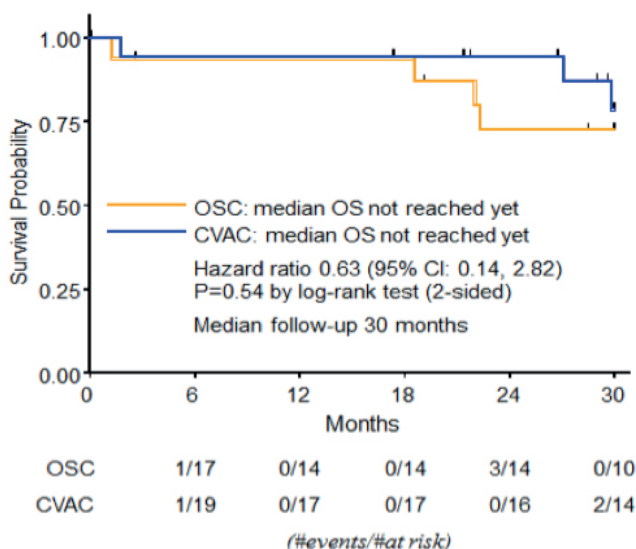 1.00
0.75
0.50
0.25
0.00
Survival Probability
OSC: median OS not reached yet
CVAC: median OS not reached yet
Hazard ratio 0.63 (95% CI: 0.14, 2.82)
P=0.54 by log-rank test (2-sided)
Median follow-up 30 months
0 6 12 18 24 30
Months
OSC 1/17 0/14 0/14 3/14 0/10
CVAC 1/19 0/17 0/17 0/16 2/14
(#events/#at risk)